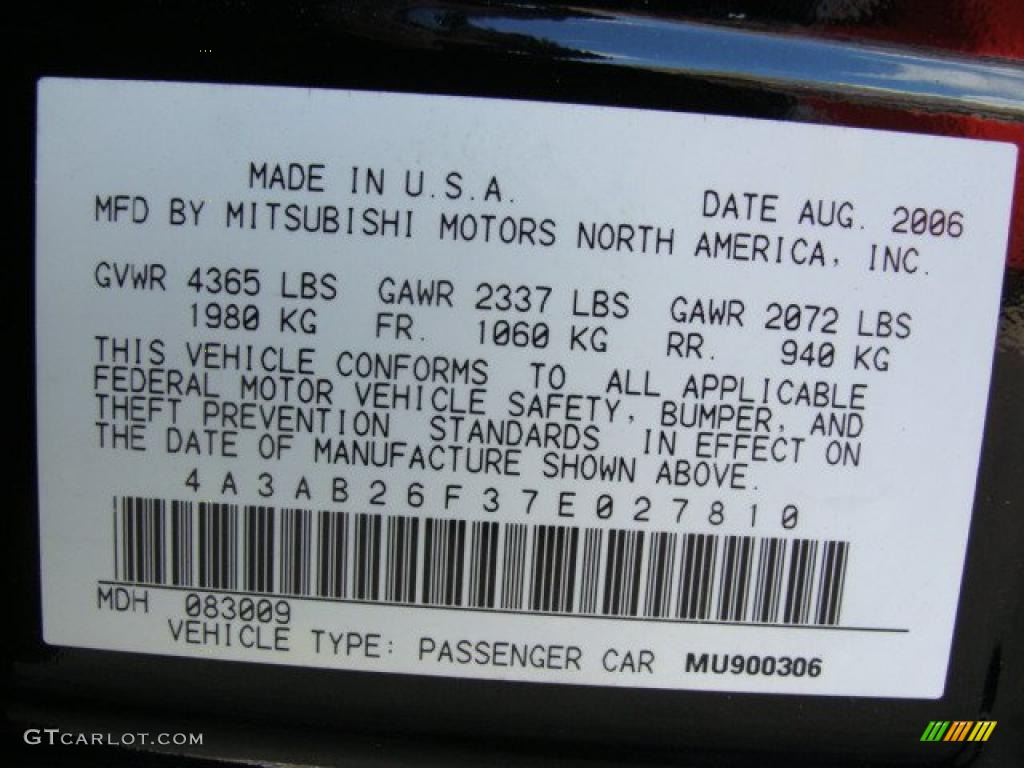 MADE IN U.S.A. DATE AUG. 2006
MFD BY MITSUBISHI MOTORS NORTH AMERICA, INC.
GVWR 4365 LBS GAWR 2337 LBS GAWR 2072 LBS
1980 KG FR. 1060 KG RR. 940 KG
THIS VEHICLE CONFORMS TO ALL APPLICABLE
FEDERAL MOTOR VEHICLE SAFETY, BUMPER, AND
THEFT PREVENTION STANDARDS IN EFFECT ON
THE DATE OF MANUFACTURE SHOWN ABOVE.
4A3AB26F37E027810
MDH 083009
VEHICLE TYPE: PASSENGER CAR MU900306
GTCARLOT.COM